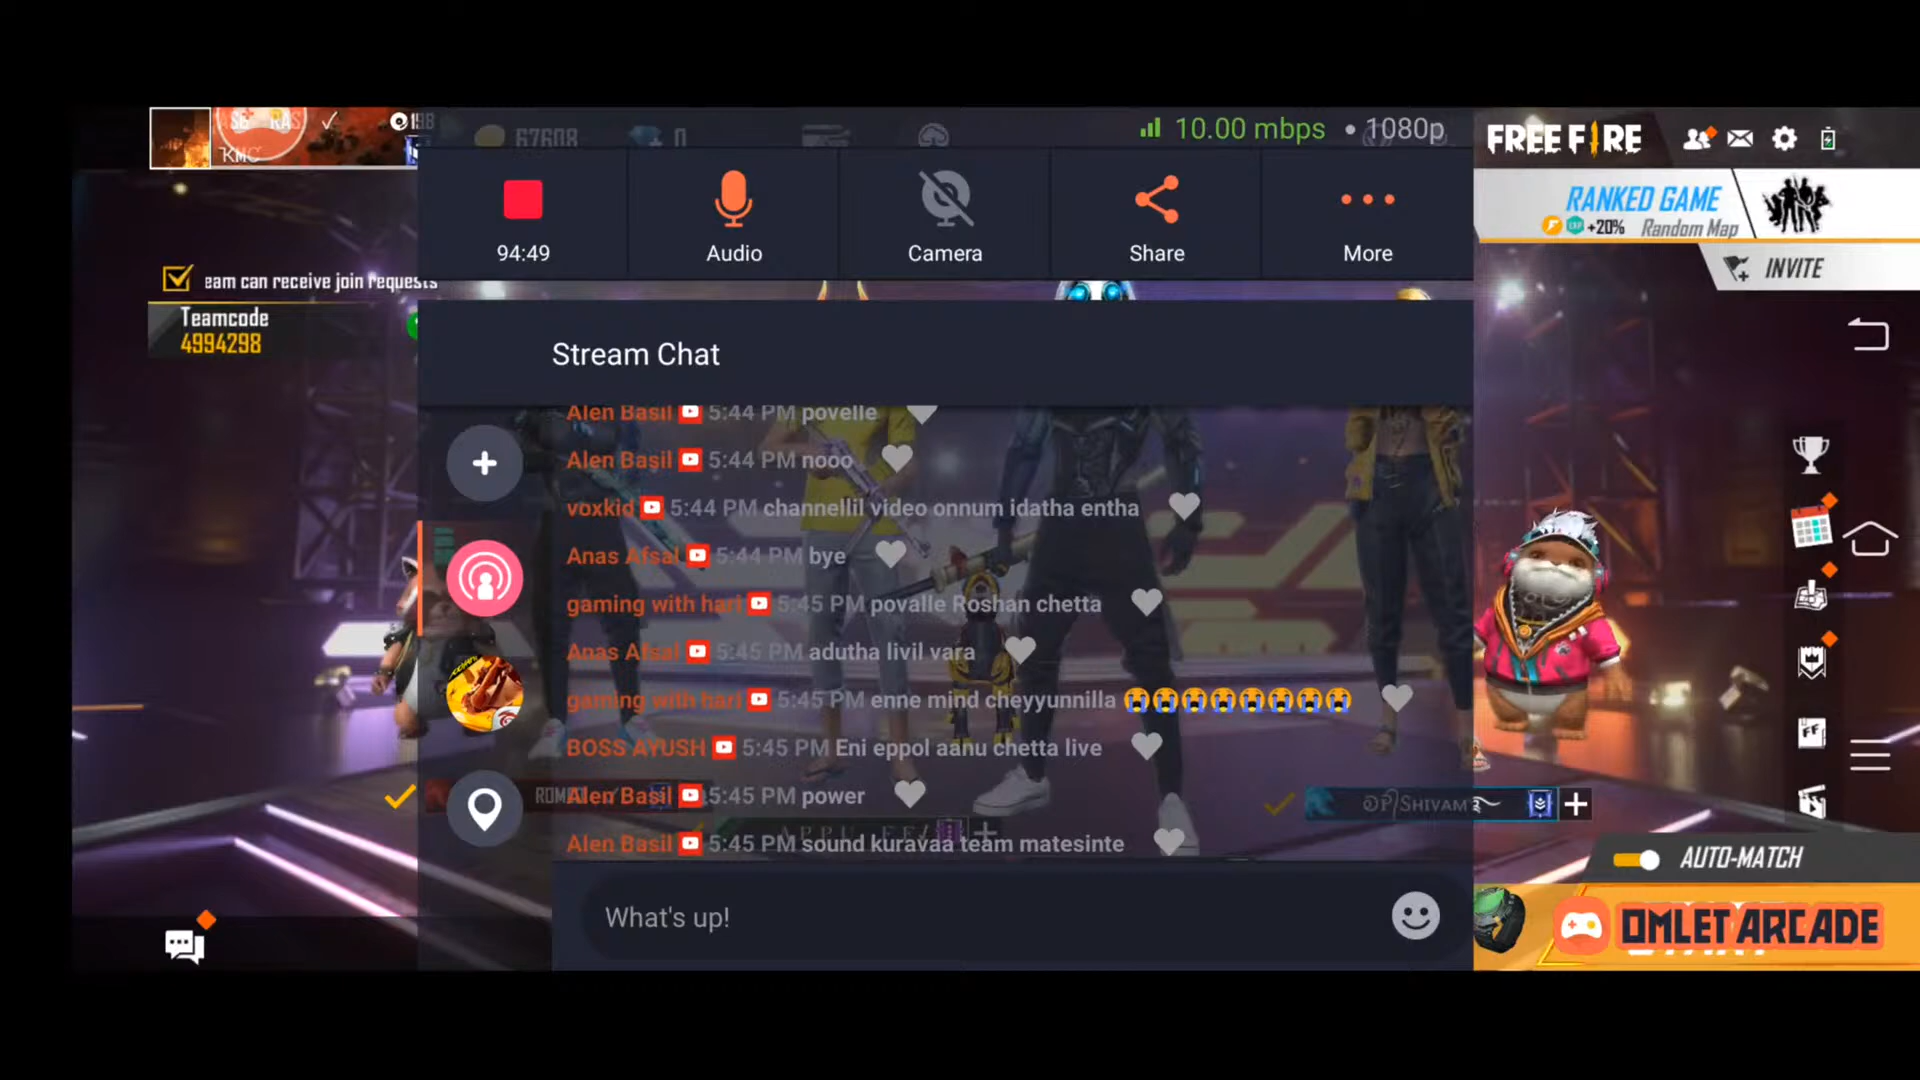 198
67608
0
10.00 mbps • 1080p
FREE FIRE
94:49
Audio
Camera
Share
More
RANKED GAME
+20% Random Map
INVITE
eam can receive join requests
Teamcode
4994298
Stream Chat
Alen Basil 5:44 PM povelle
Alen Basil 5:44 PM nooo
voxkid 5:44 PM channellil video onnum idatha entha
Anas Afsal 5:44 PM bye
gaming with hari 5:45 PM povalle Roshan chetta
Anas Afsal 5:45 PM adutha livil vara
gaming with hari 5:45 PM enne mind cheyyunnilla 😭😭😭😭😭😭😭😭
BOSS AYUSH 5:45 PM Eni eppol aanu chetta live
Alen Basil 5:45 PM power
Alen Basil 5:45 PM sound kuravaa team matesinte
SHIVAM
FF
AUTO-MATCH
What's up!
OMLET ARCADE